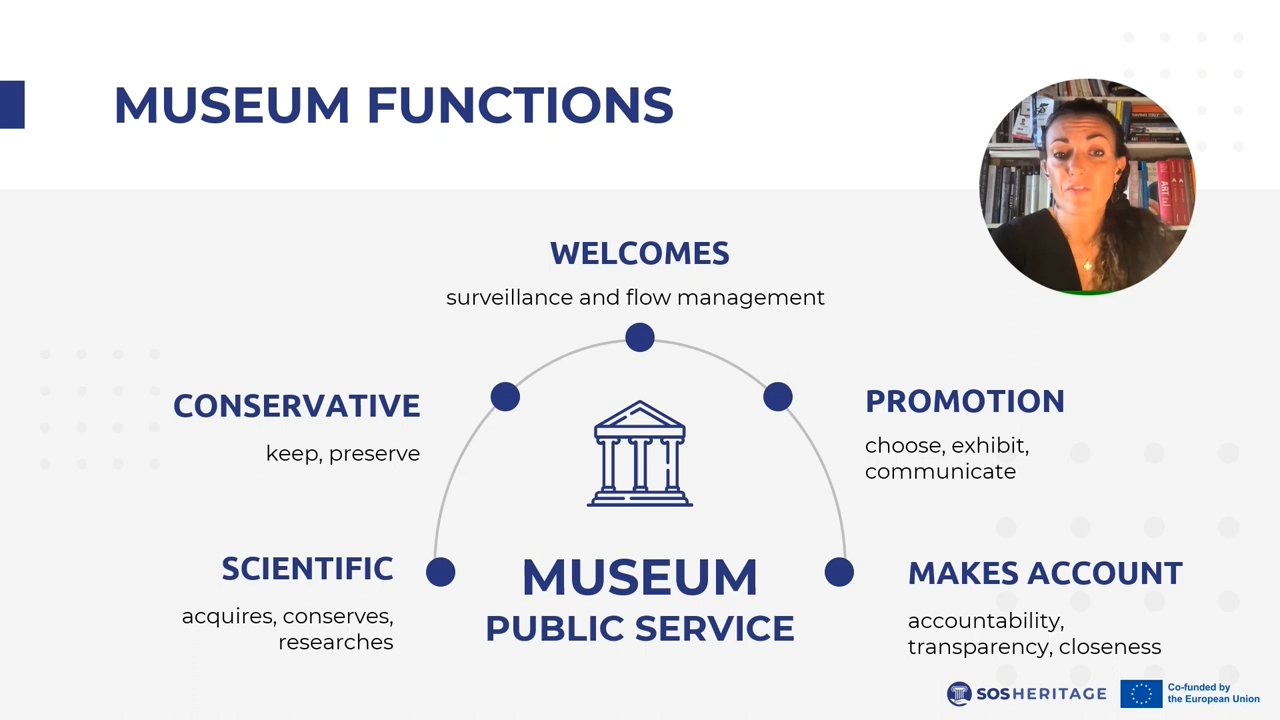 MUSEUM FUNCTIONS
WELCOMES
surveillance and flow management
CONSERVATIVE
keep, preserve
PROMOTION
choose, exhibit,
communicate
SCIENTIFIC
acquires, conserves,
researches
MUSEUM
PUBLIC SERVICE
MAKES ACCOUNT
accountability,
transparency, closeness
SOSHERITAGE
Co-funded by
the European Union